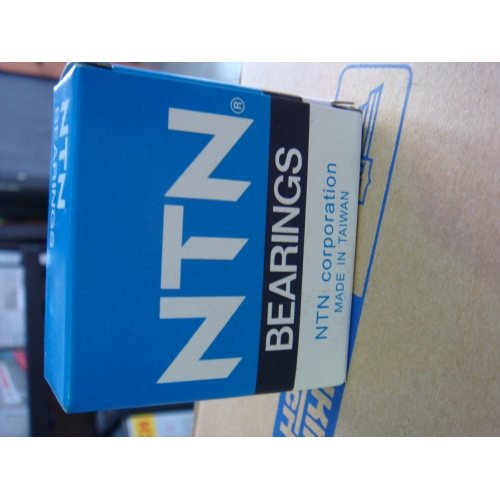 NTN®
BEARINGS
NTN corporation
MADE IN TAIWAN
NTN
BEARINGS